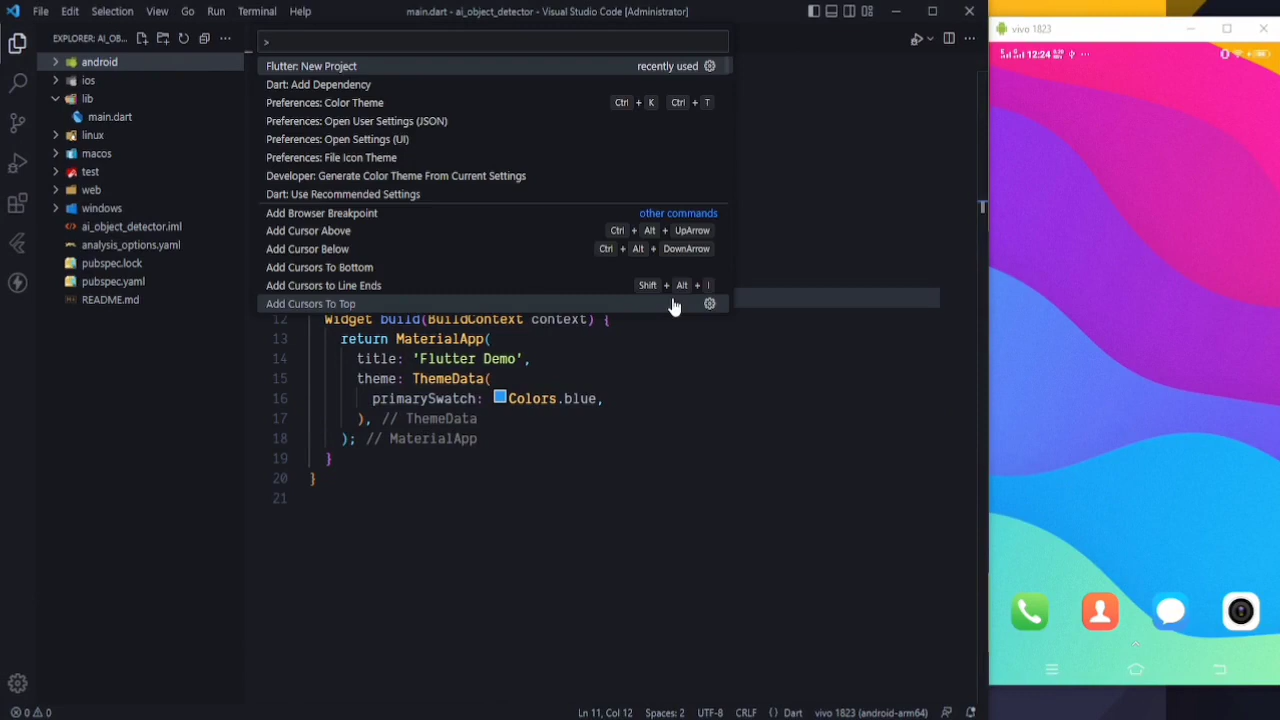 File Edit Selection View Go Run Terminal Help
main.dart - ai_object_detector - Visual Studio Code [Administrator]
EXPLORER: AI_OB...
android
ios
lib
main.dart
linux
macos
test
web
windows
ai_object_detector.iml
analysis_options.yaml
pubspec.lock
pubspec.yaml
README.md
>
Flutter: New Project recently used
Dart: Add Dependency
Preferences: Color Theme Ctrl + K Ctrl + T
Preferences: Open User Settings (JSON)
Preferences: Open Settings (UI)
Preferences: File Icon Theme
Developer: Generate Color Theme From Current Settings
Dart: Use Recommended Settings
Add Browser Breakpoint other commands
Add Cursor Above Ctrl + Alt + UpArrow
Add Cursor Below Ctrl + Alt + DownArrow
Add Cursors To Bottom
Add Cursors to Line Ends Shift + Alt + I
Add Cursors To Top
12 Widget build(BuildContext context) {
13 return MaterialApp(
14 title: 'Flutter Demo',
15 theme: ThemeData(
16 primarySwatch: Colors.blue,
17 ), // ThemeData
18 ); // MaterialApp
19 }
20 }
21
0 0
Ln 11, Col 12 Spaces: 2 UTF-8 CRLF {} Dart vivo 1823 (android-arm64)
vivo 1823
12:24